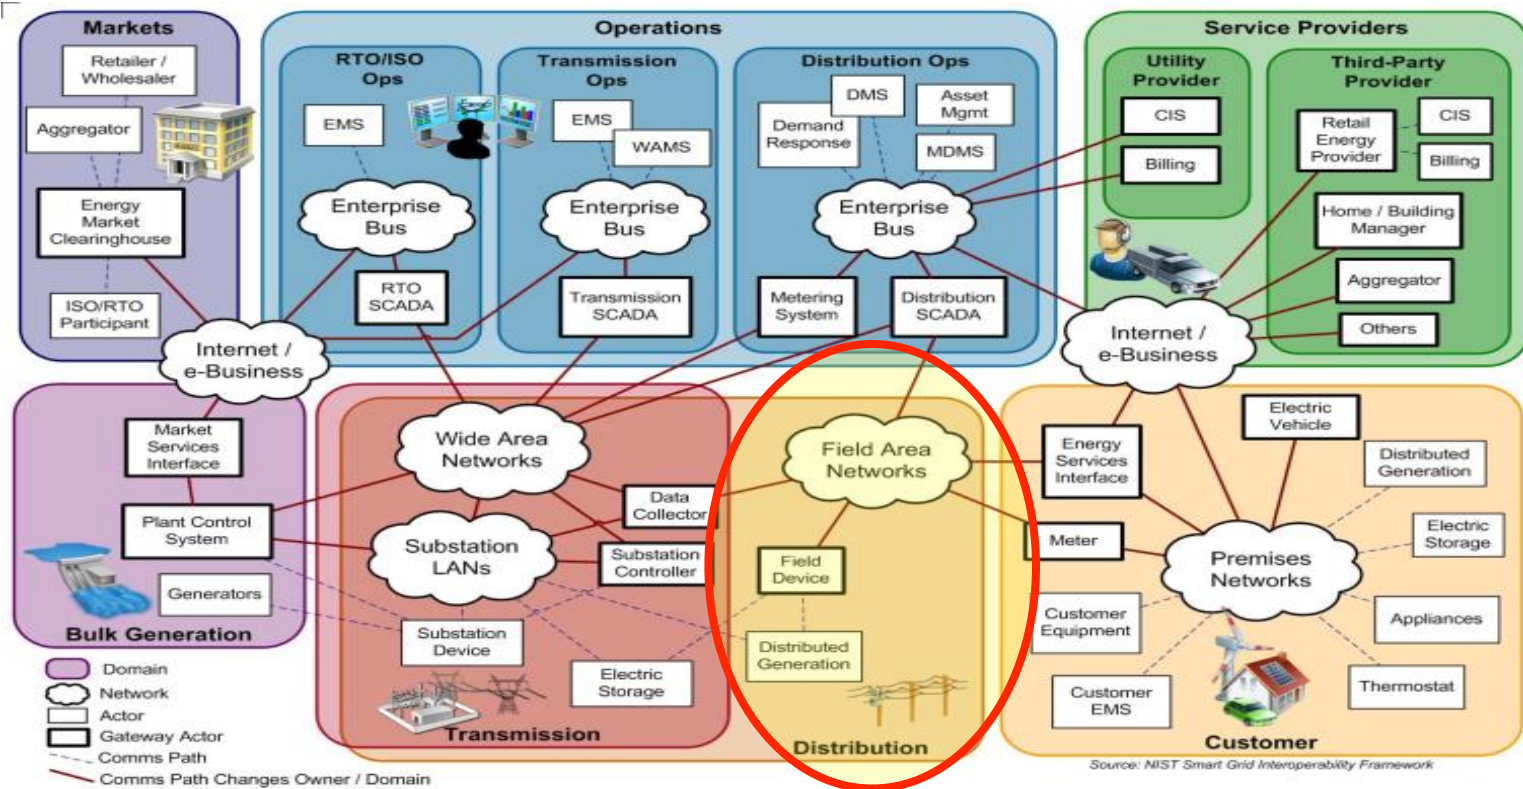 Markets
Retailer /
Wholesaler
Aggregator
Energy
Market
Clearinghouse
ISO/RTO
Participant
Operations
RTO/ISO
Ops
EMS
Enterprise
Bus
RTO
SCADA
Transmission
Ops
EMS
WAMS
Enterprise
Bus
Transmission
SCADA
Distribution Ops
DMS
Asset
Mgmt
Demand
Response
MDMS
Enterprise
Bus
Metering
System
Distribution
SCADA
Service Providers
Utility
Provider
CIS
Billing
Third-Party
Provider
Retail
Energy
Provider
CIS
Billing
Home / Building
Manager
Aggregator
Others
Internet /
e-Business
Internet /
e-Business
Market
Services
Interface
Plant Control
System
Generators
Bulk Generation
Wide Area
Networks
Substation
LANs
Data
Collector
Substation
Controller
Substation
Device
Electric
Storage
Transmission
Field Area
Networks
Field
Device
Distributed
Generation
Distribution
Energy
Services
Interface
Meter
Electric
Vehicle
Distributed
Generation
Electric
Storage
Premises
Networks
Customer
Equipment
Appliances
Customer
EMS
Thermostat
Customer
Domain
Network
Actor
Gateway Actor
Comms Path
Comms Path Changes Owner / Domain
Source: NIST Smart Grid Interoperability Framework